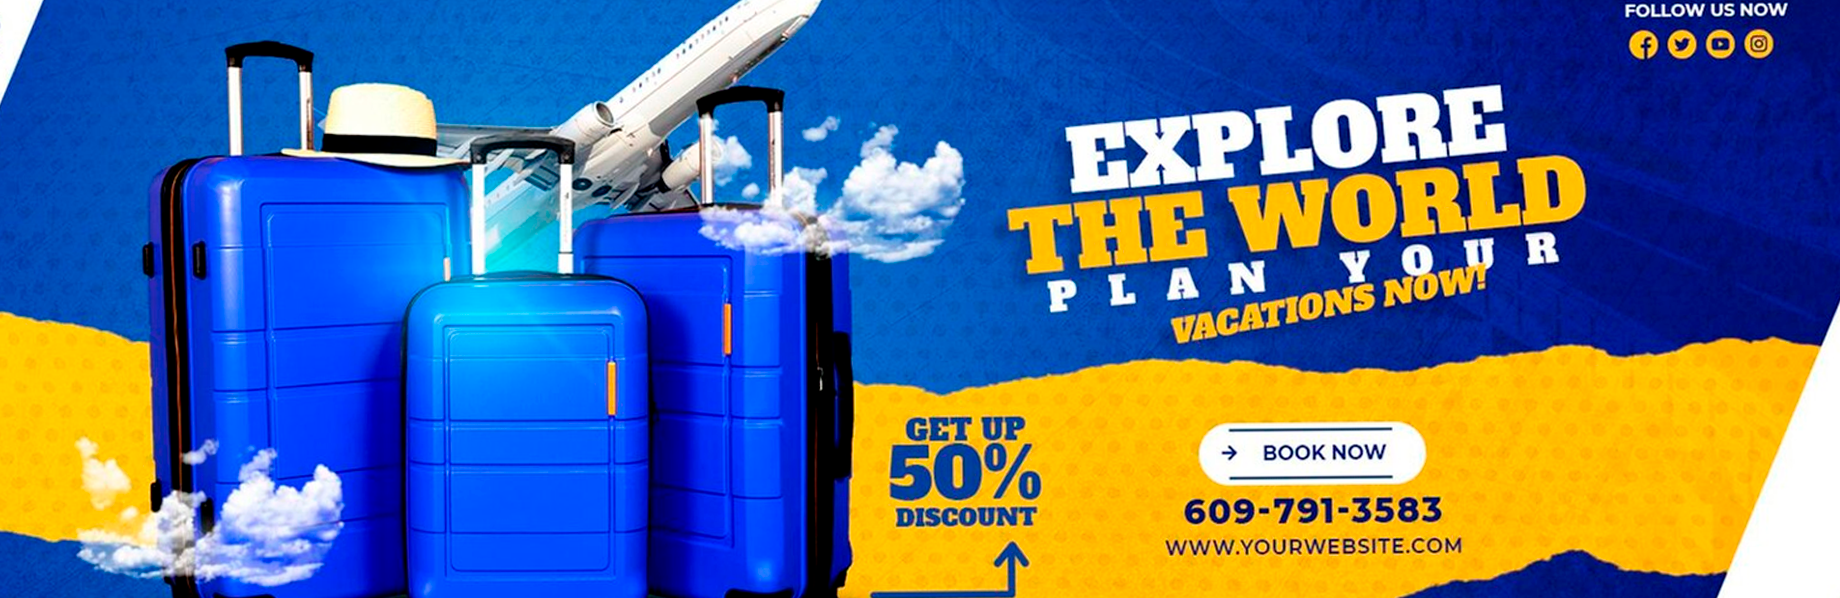 FOLLOW US NOW
EXPLORE
THE WORLD
PLAN YOUR
VACATIONS NOW!
GET UP
50%
DISCOUNT
BOOK NOW
609-791-3583
WWW.YOURWEBSITE.COM